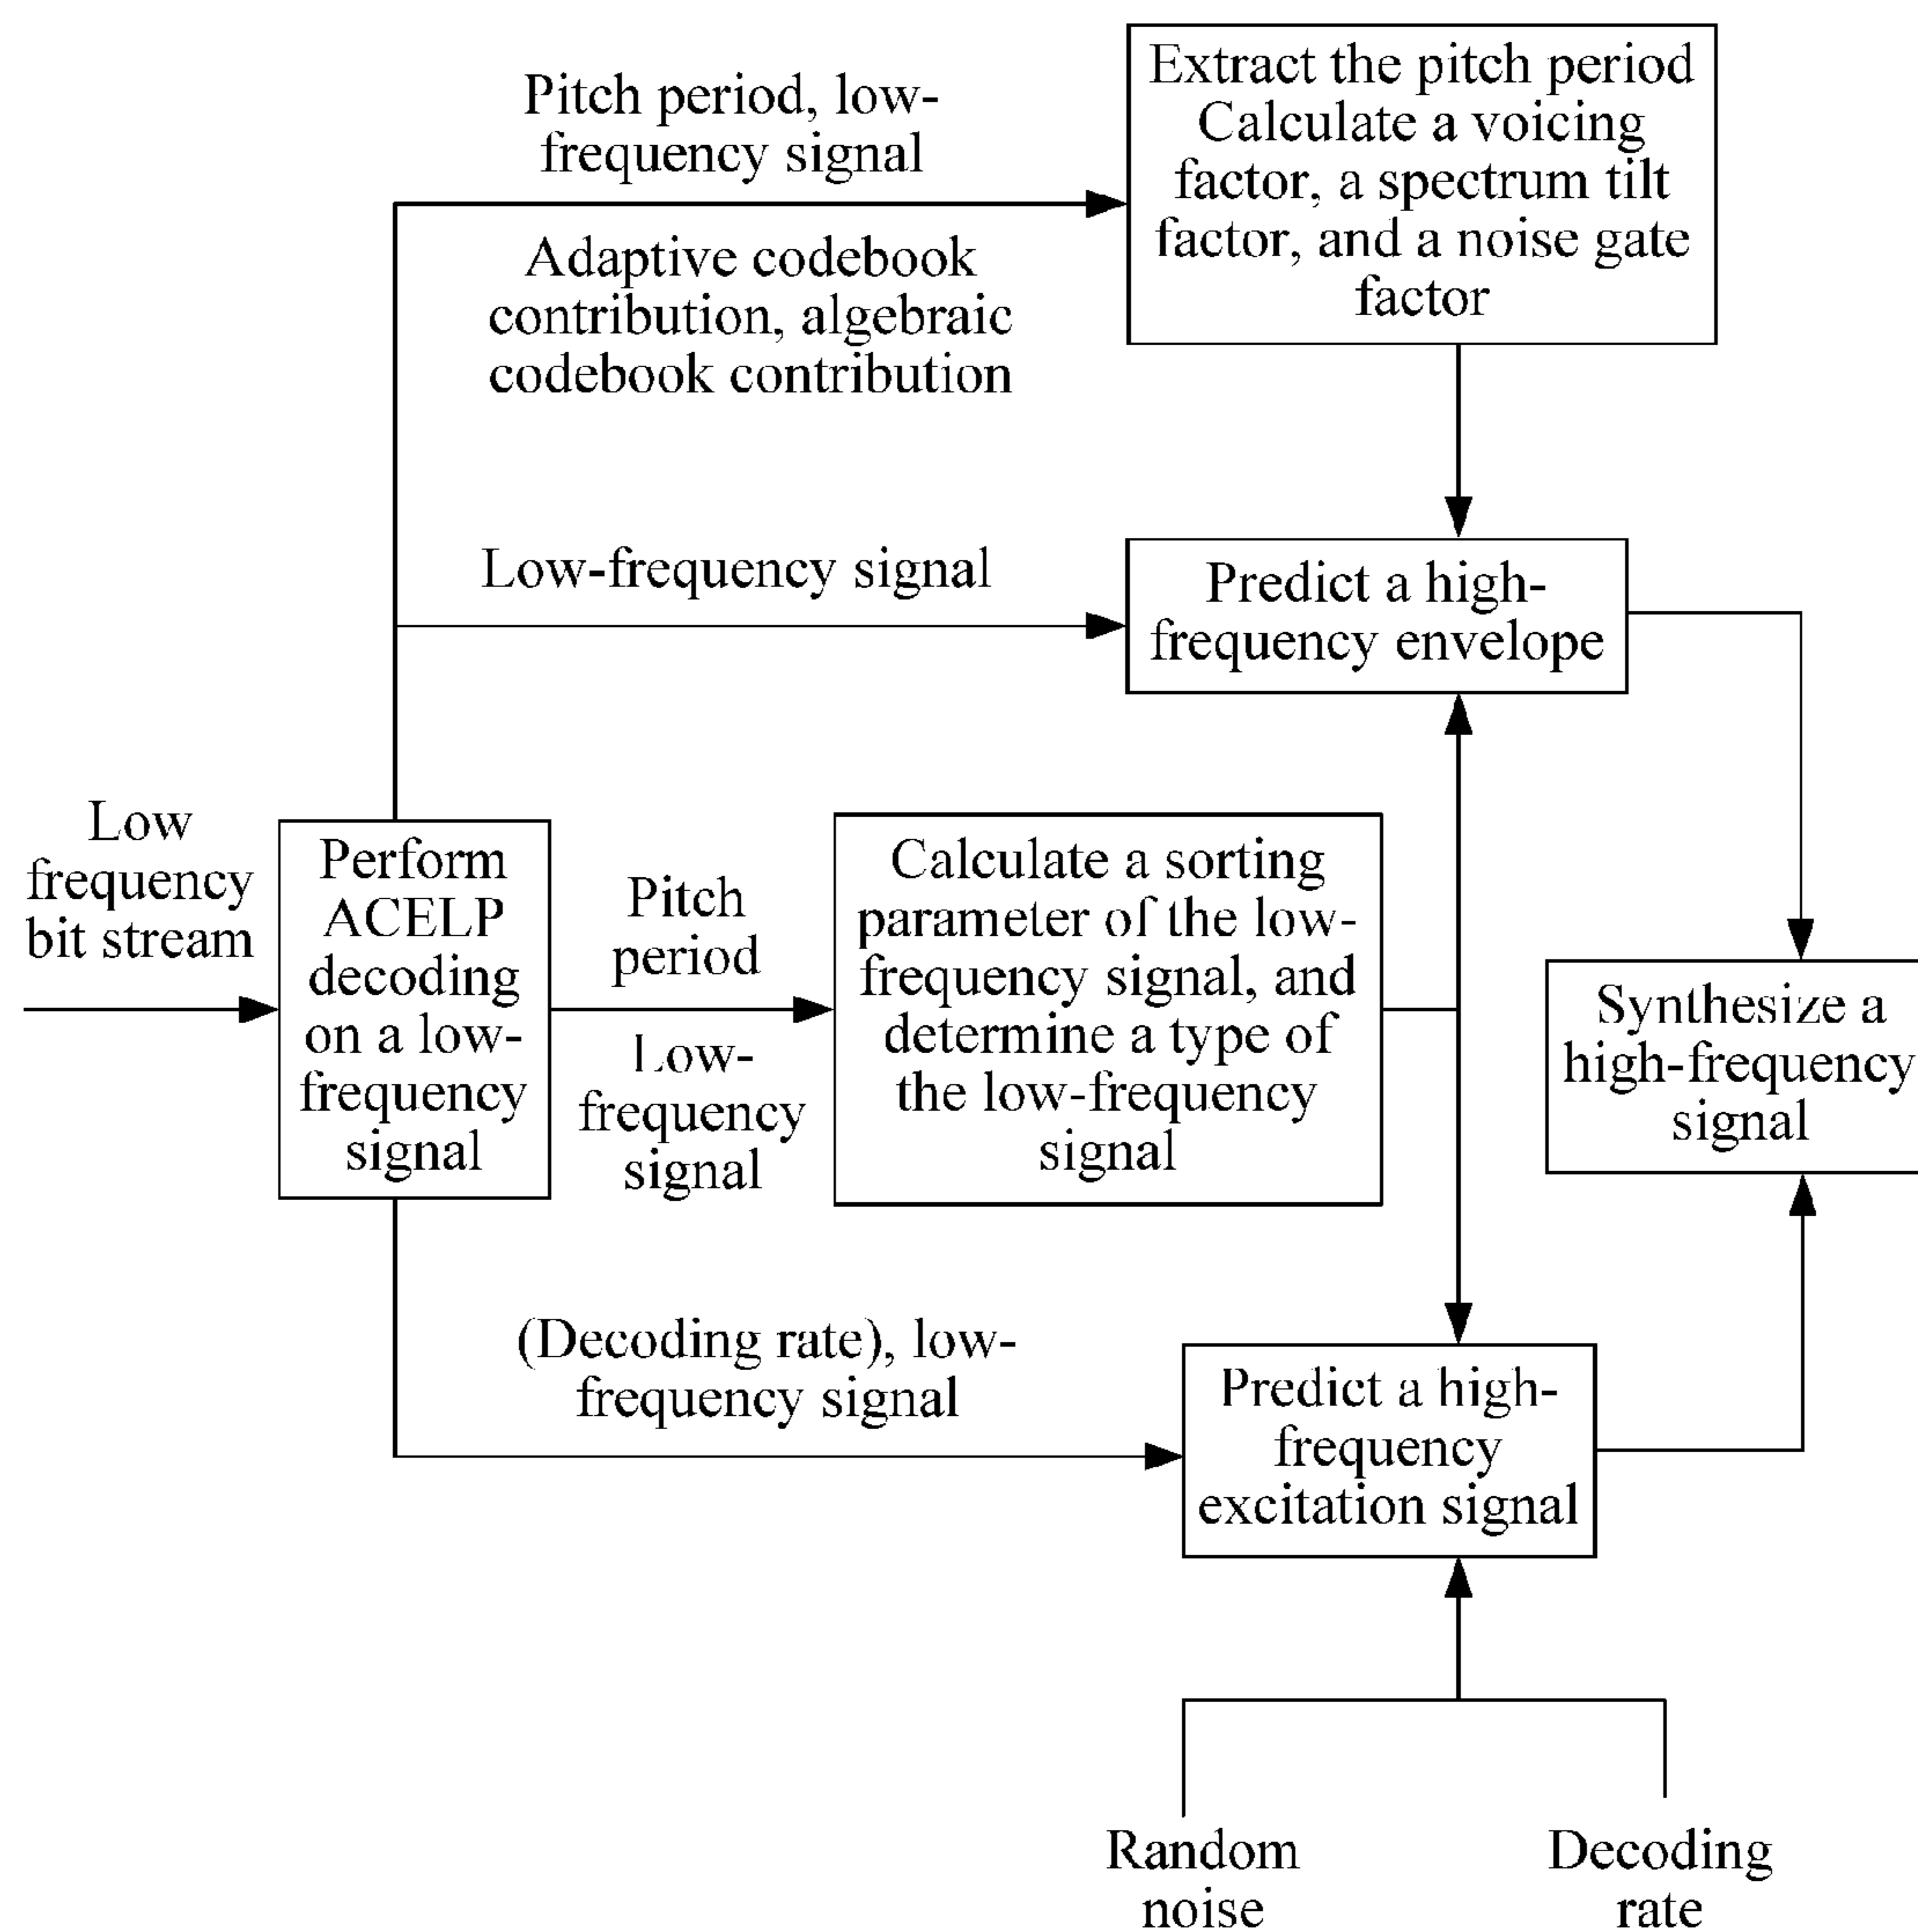 Pitch period, low-
frequency signal
Adaptive codebook
contribution, algebraic
codebook contribution
Extract the pitch period
Calculate a voicing
factor, a spectrum tilt
factor, and a noise gate
factor
Low-frequency signal
Predict a high-
frequency envelope
Low
frequency
bit stream
Perform
ACELP
decoding
on a low-
frequency
signal
Pitch
period
Low-
frequency
signal
Calculate a sorting
parameter of the low-
frequency signal, and
determine a type of
the low-frequency
signal
Synthesize a
high-frequency
signal
(Decoding rate), low-
frequency signal
Predict a high-
frequency
excitation signal
Random
noise
Decoding
rate